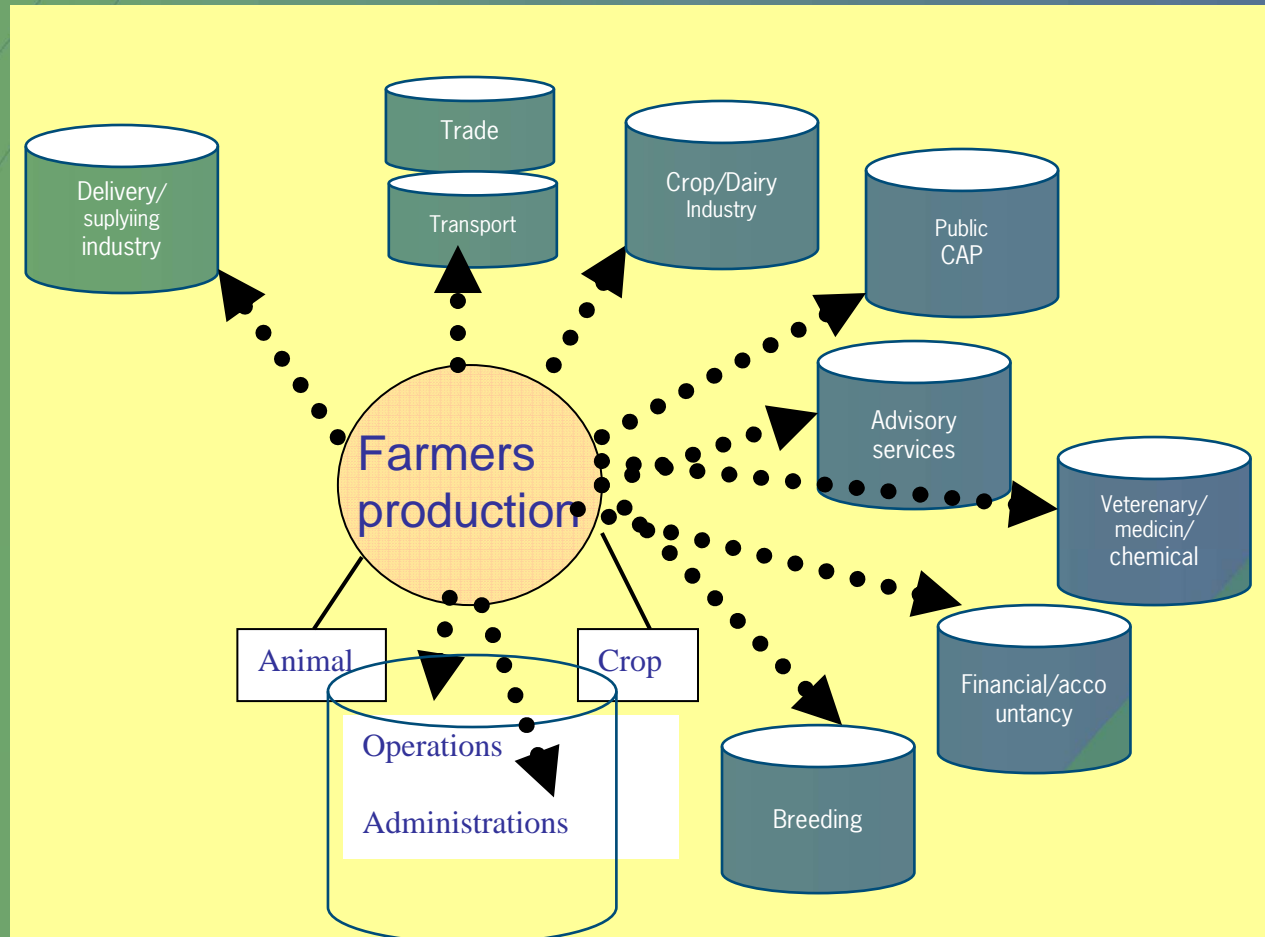 Trade
Transport
Delivery/
suplyiing
industry
Crop/Dairy
Industry
Public
CAP
Advisory
services
Veterenary/
medicin/
chemical
Farmers
production
Animal
Crop
Financial/acco
untancy
Operations
Administrations
Breeding